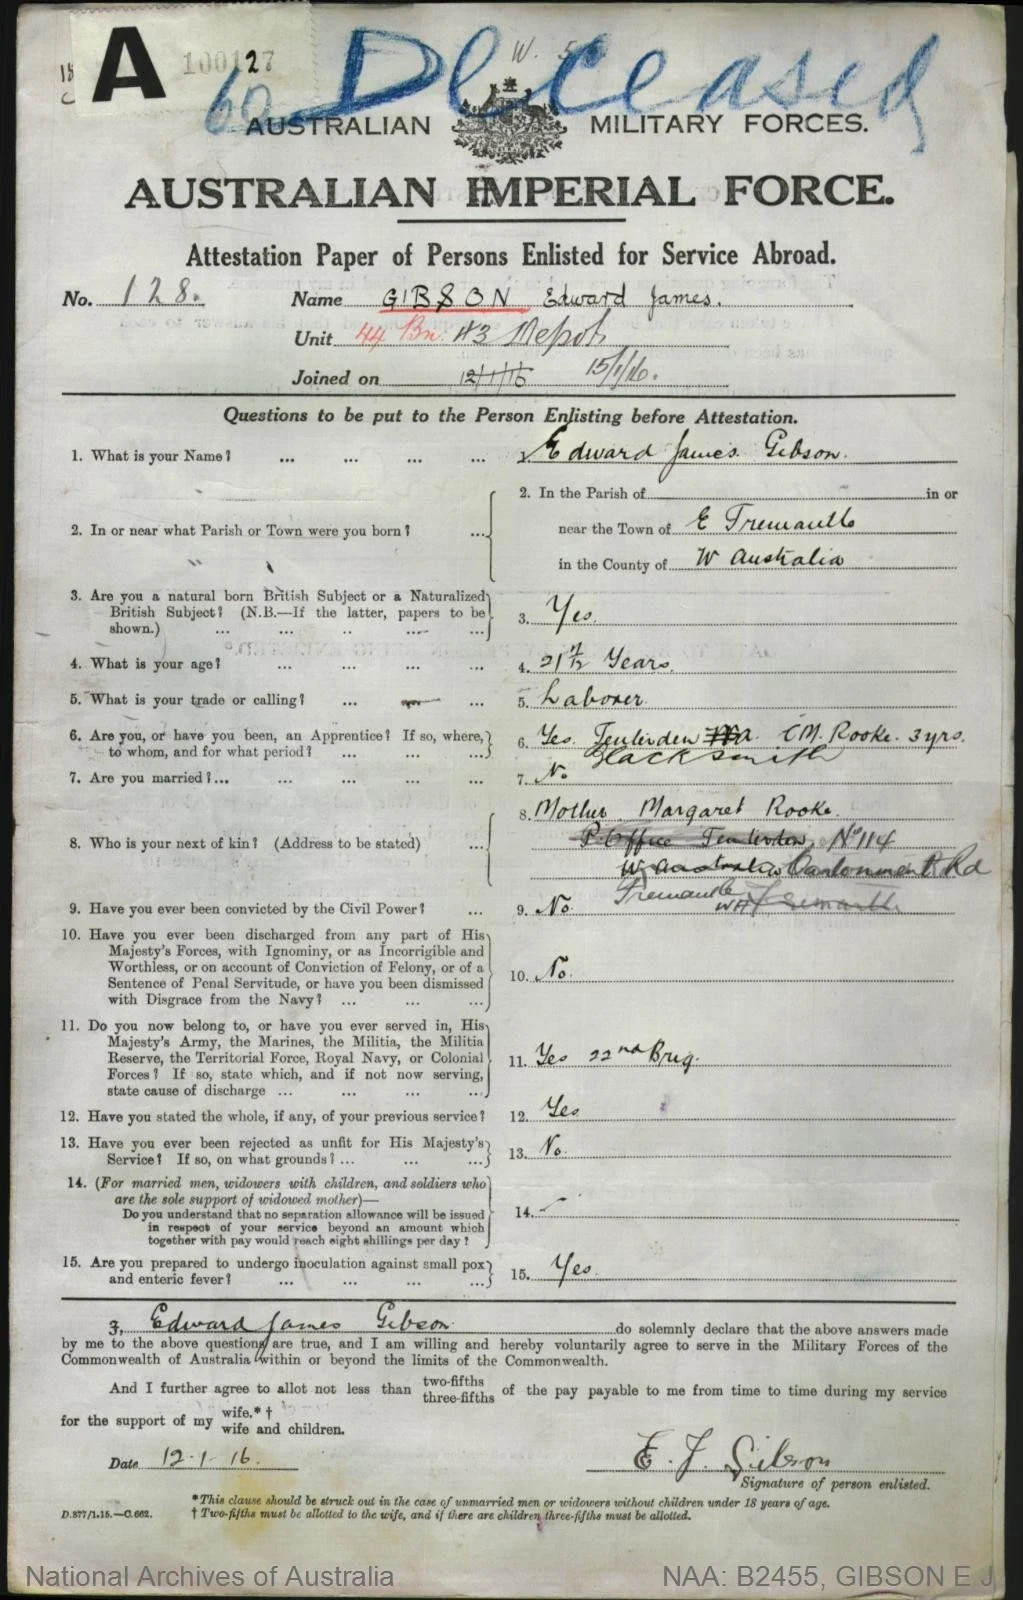 A 100127
60 Deceased
AUSTRALIAN MILITARY FORCES.
AUSTRALIAN IMPERIAL FORCE.
Attestation Paper of Persons Enlisted for Service Abroad.
No. 128. Name GIBSON Edward James.
Unit 44 Bn. 43 Depot
Joined on 12/1/16 15/1/16.
Questions to be put to the Person Enlisting before Attestation.
1. What is your Name? ... ... ... ... 1. Edward James Gibson.
2. In or near what Parish or Town were you born? ... 2. In the Parish of in or
near the Town of E Fremantle
in the County of W Australia
3. Are you a natural born British Subject or a Naturalized
British Subject? (N.B.—If the latter, papers to be
shown.) ... ... .. ... ... 3. Yes.
4. What is your age? ... ... ... ... 4. 21 7/12 Years.
5. What is your trade or calling? ... ... ... 5. Laborer.
6. Are you, or have you been, an Apprentice? If so, where,
to whom, and for what period? ... ... ... 6. Yes. Tenterden C M. Rooke. 3 yrs.
Blacksmith
7. Are you married?... ... ... ... ... 7. No
8. Who is your next of kin? (Address to be stated) ... 8. Mother Margaret Rooke.
P. Office Tenterden, No 114
W Australia Cantonment Rd
Fremantle WA Fremantle
9. Have you ever been convicted by the Civil Power? ... 9. No
10. Have you ever been discharged from any part of His
Majesty's Forces, with Ignominy, or as Incorrigible and
Worthless, or on account of Conviction of Felony, or of a
Sentence of Penal Servitude, or have you been dismissed
with Disgrace from the Navy? ... ... ... 10. No.
11. Do you now belong to, or have you ever served in, His
Majesty's Army, the Marines, the Militia, the Militia
Reserve, the Territorial Force, Royal Navy, or Colonial
Forces? If so, state which, and if not now serving,
state cause of discharge ... ... ... ... 11. Yes 22nd Brig.
12. Have you stated the whole, if any, of your previous service? 12. Yes
13. Have you ever been rejected as unfit for His Majesty's
Service? If so, on what grounds? ... ... ... 13. No.
14. (For married men, widowers with children, and soldiers who
are the sole support of widowed mother)—
Do you understand that no separation allowance will be issued
in respect of your service beyond an amount which
together with pay would reach eight shillings per day? 14.
15. Are you prepared to undergo inoculation against small pox
and enteric fever? ... ... ... ... 15. Yes.
I, Edward James Gibson do solemnly declare that the above answers made
by me to the above questions are true, and I am willing and hereby voluntarily agree to serve in the Military Forces of the
Commonwealth of Australia within or beyond the limits of the Commonwealth.
And I further agree to allot not less than two-fifths three-fifths of the pay payable to me from time to time during my service
for the support of my wife.* † wife and children.
Date 12.1.16. E. J. Gibson
Signature of person enlisted.
* This clause should be struck out in the case of unmarried men or widowers without children under 18 years of age.
D.877/1.15.—C.662. † Two-fifths must be allotted to the wife, and if there are children three-fifths must be allotted.
National Archives of Australia NAA: B2455, GIBSON E J